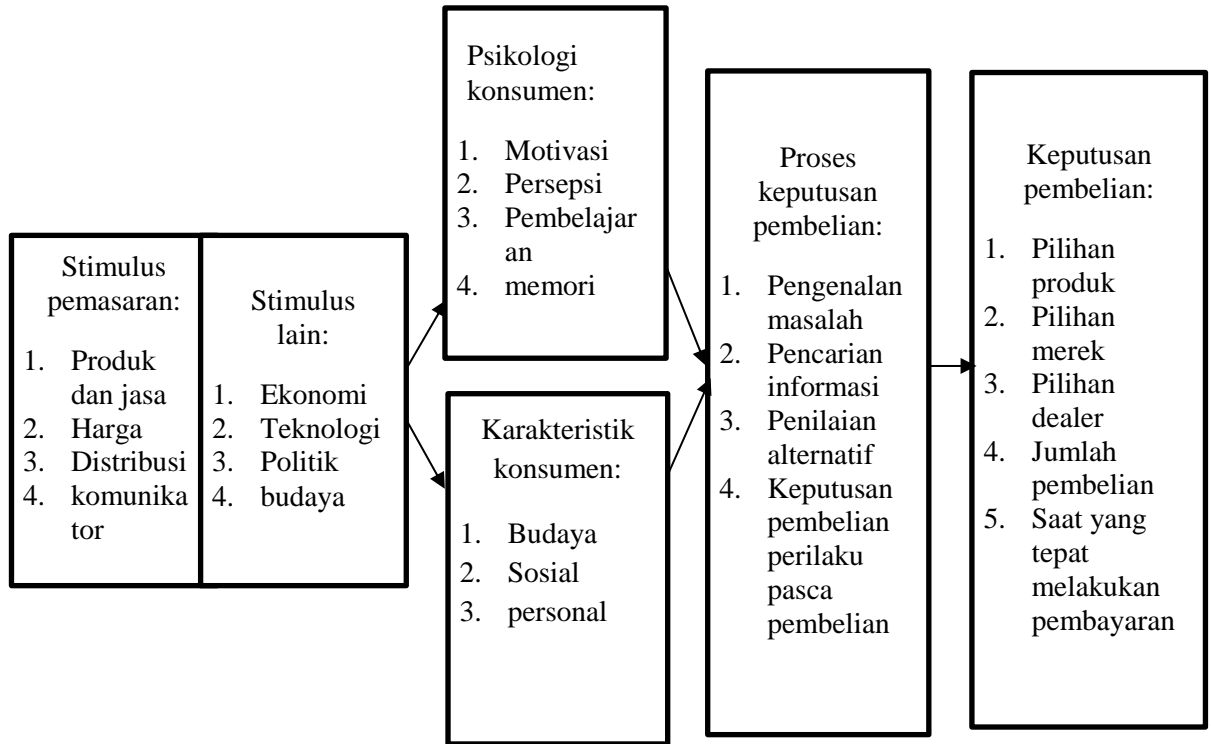 Stimulus
pemasaran:
1. Produk
dan jasa
2. Harga
3. Distribusi
4. komunika
tor
Stimulus
lain:
1. Ekonomi
2. Teknologi
3. Politik
4. budaya
Psikologi
konsumen:
1. Motivasi
2. Persepsi
3. Pembelajar
an
4. memori
Karakteristik
konsumen:
1. Budaya
2. Sosial
3. personal
Proses
keputusan
pembelian:
1. Pengenalan
masalah
2. Pencarian
informasi
3. Penilaian
alternatif
4. Keputusan
pembelian
perilaku
pasca
pembelian
Keputusan
pembelian:
1. Pilihan
produk
2. Pilihan
merek
3. Pilihan
dealer
4. Jumlah
pembelian
5. Saat yang
tepat
melakukan
pembayaran